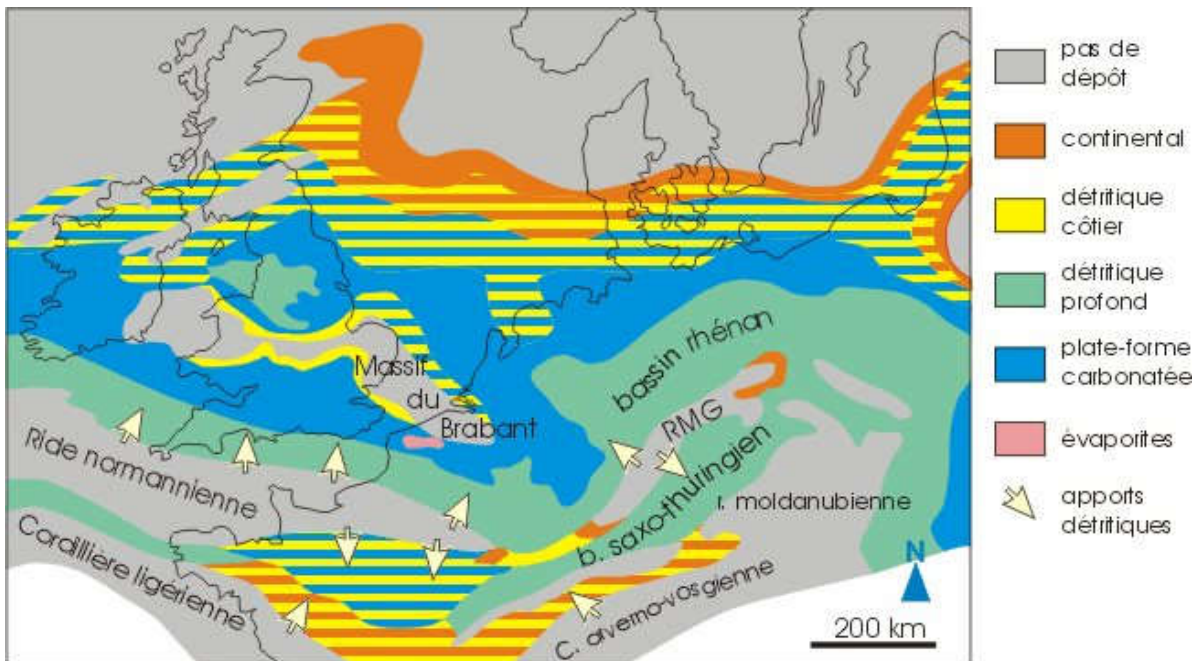 Massif
du
Brabant
bassin rhénan
RMG
b. saxo-thuringien
r. moldanubienne
Ride normannienne
Cordillière ligérienne
C. arverno-vosgienne
N
200 km
pas de
dépôt
continental
détritique
côtier
détritique
profond
plate-forme
carbonatée
évaporites
apports
détritiques